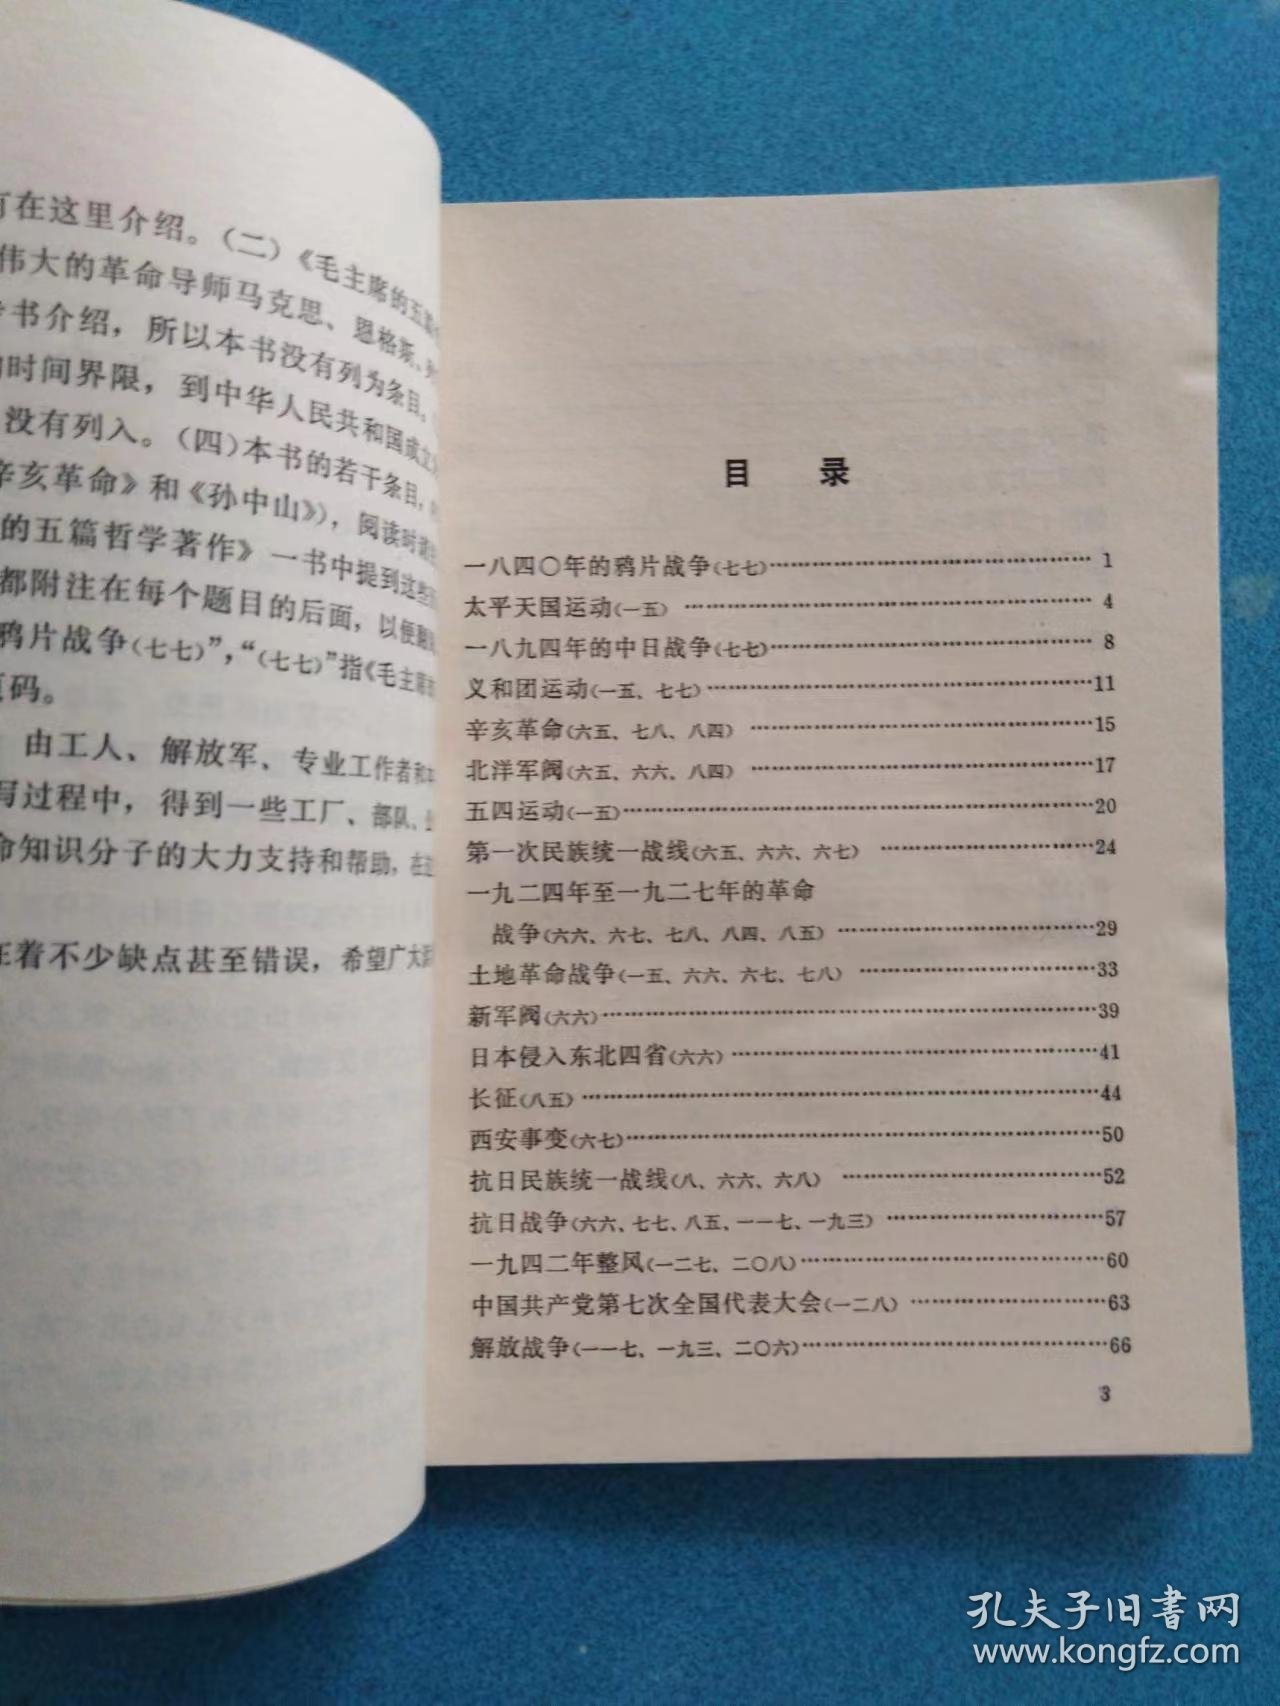 在这里介绍。(二)《毛主席的五篇
伟大的革命导师马克思、恩格斯、列
书介绍，所以本书没有列为条目。
时间界限，到中华人民共和国成立
没有列入。(四)本书的若干条目，
辛亥革命》和《孙中山》)，阅读时请
的五篇哲学著作》一书中提到这些
都附注在每个题目的后面，以便翻
鸦片战争(七七)”，“(七七)”指《毛主席
页码。
由工人、解放军、专业工作者和
写过程中，得到一些工厂、部队、
命知识分子的大力支持和帮助，在
在着不少缺点甚至错误，希望广大
目 录
一八四〇年的鸦片战争(七七)…………………………………… 1
太平天国运动(一五) …………………………………………… 4
一八九四年的中日战争(七七)…………………………………… 8
义和团运动(一五、七七)…………………………………………11
辛亥革命(六五、七八、八四) ……………………………………15
北洋军阀(六五、六六、八四) ……………………………………17
五四运动(一五)……………………………………………………20
第一次民族统一战线(六五、六六、六七) ………………………24
一九二四年至一九二七年的革命
战争(六六、六七、七八、八四、八五) …………………………29
土地革命战争(一五、六六、六七、七八) ………………………33
新军阀(六六)………………………………………………………39
日本侵入东北四省(六六) …………………………………………41
长征(八五) …………………………………………………………44
西安事变(六七)……………………………………………………50
抗日民族统一战线(八、六六、六八) ……………………………52
抗日战争(六六、七七、八五、一一七、一九三) ………………57
一九四二年整风(一二七、二〇八)…………………………………60
中国共产党第七次全国代表大会(一二八) ………………………63
解放战争(一一七、一九三、二〇六)………………………………66
3
孔夫子旧书网
www.kongfz.com